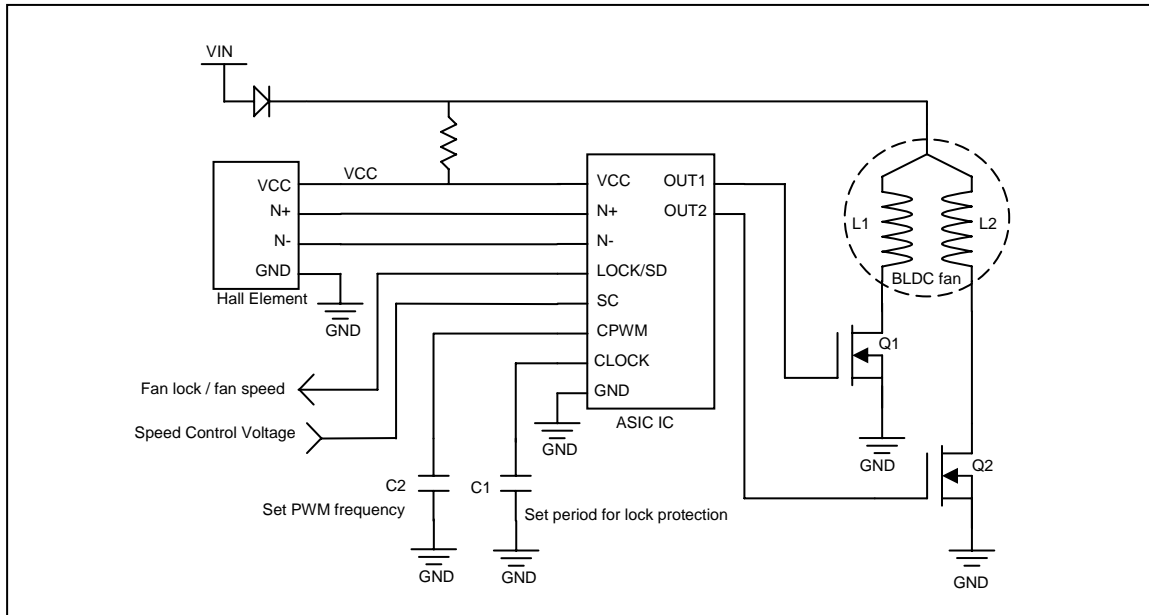 VIN
VCC
VCC
N+
N-
GND
Hall Element
GND
VCC
N+
N-
LOCK/SD
SC
CPWM
CLOCK
GND
OUT1
OUT2
ASIC IC
GND
L1
L2
BLDC fan
Q1
GND
Q2
GND
Fan lock / fan speed
Speed Control Voltage
C2
Set PWM frequency
GND
C1
Set period for lock protection
GND